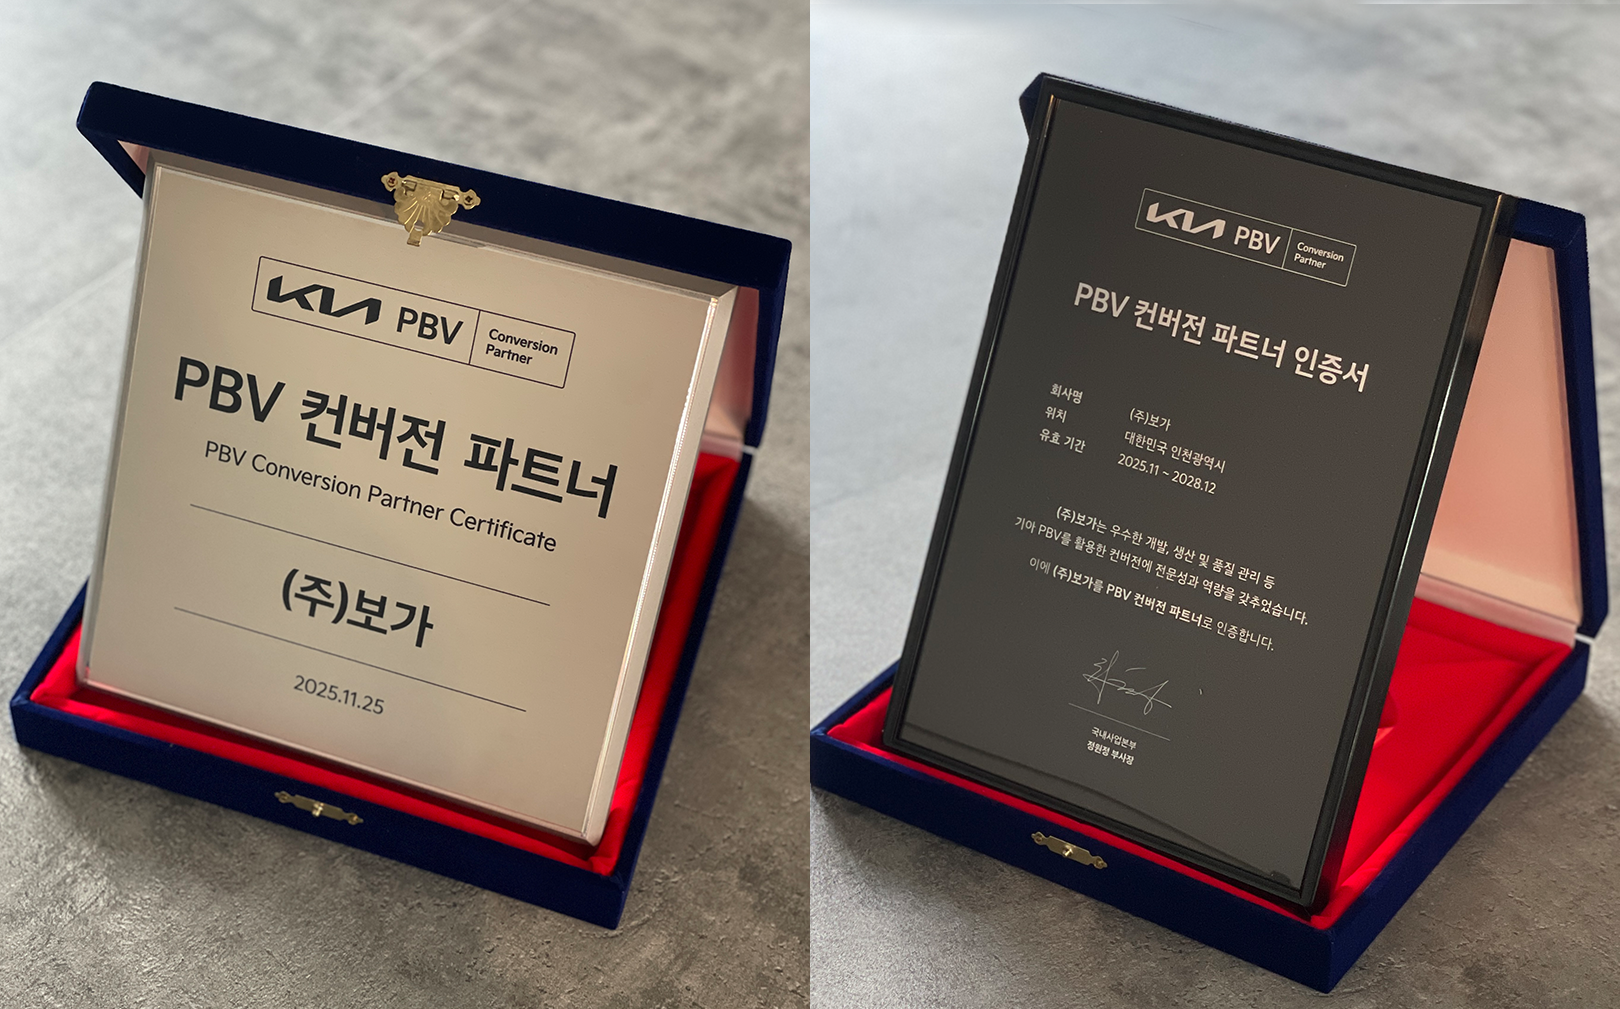 KIA PBV Conversion Partner
PBV 컨버전 파트너
PBV Conversion Partner Certificate
(주)보가
2025.11.25
KIA PBV Conversion Partner
PBV 컨버전 파트너 인증서
회사명 (주)보가
위치 대한민국 인천광역시
유효 기간 2025.11 ~ 2028.12
(주)보가는 우수한 개발, 생산 및 품질 관리 등
기아 PBV를 활용한 컨버전에 전문성과 역량을 갖추었습니다.
이에 (주)보가를 PBV 컨버전 파트너로 인증합니다.
국내사업본부
정원정 부사장